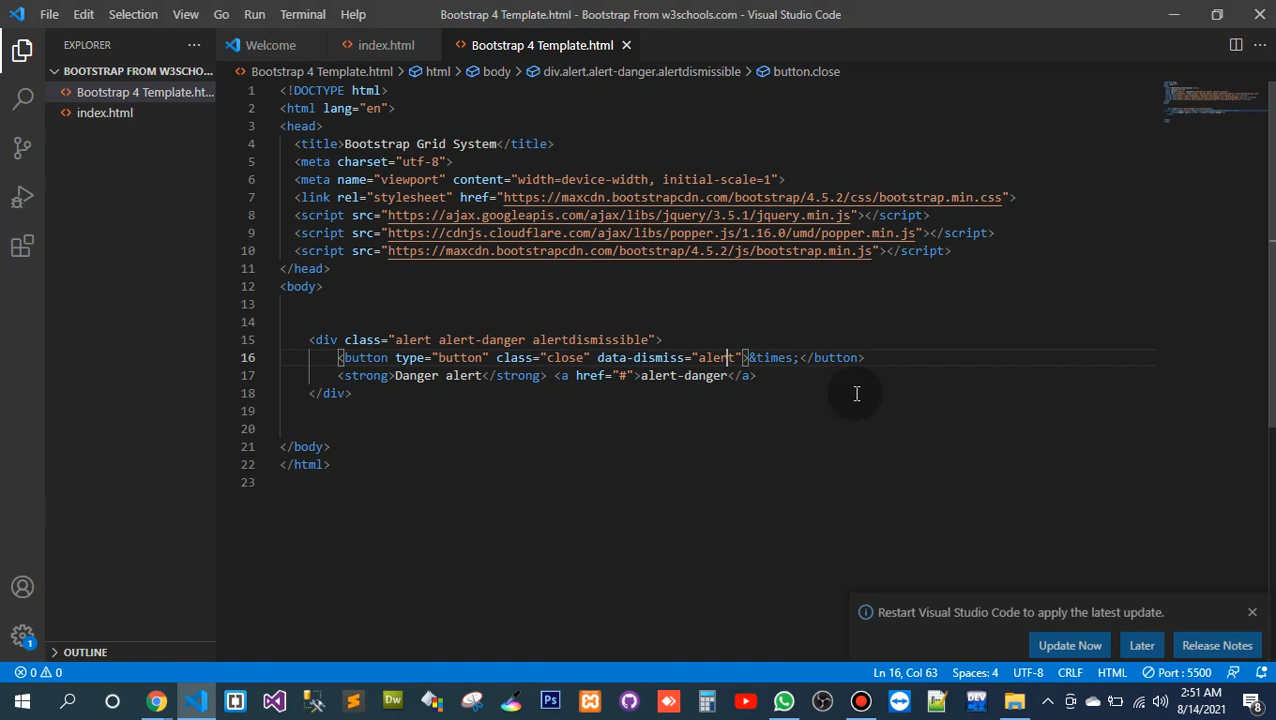 File Edit Selection View Go Run Terminal Help Bootstrap 4 Template.html - Bootstrap From w3schools.com - Visual Studio Code
EXPLORER ···
Welcome index.html Bootstrap 4 Template.html
BOOTSTRAP FROM W3SCHO...
Bootstrap 4 Template.ht...
index.html
Bootstrap 4 Template.html > html > body > div.alert.alert-danger.alertdismissible > button.close
1 <!DOCTYPE html>
2 <html lang="en">
3 <head>
4 <title>Bootstrap Grid System</title>
5 <meta charset="utf-8">
6 <meta name="viewport" content="width=device-width, initial-scale=1">
7 <link rel="stylesheet" href="https://maxcdn.bootstrapcdn.com/bootstrap/4.5.2/css/bootstrap.min.css">
8 <script src="https://ajax.googleapis.com/ajax/libs/jquery/3.5.1/jquery.min.js"></script>
9 <script src="https://cdnjs.cloudflare.com/ajax/libs/popper.js/1.16.0/umd/popper.min.js"></script>
10 <script src="https://maxcdn.bootstrapcdn.com/bootstrap/4.5.2/js/bootstrap.min.js"></script>
11 </head>
12 <body>
13
14
15 <div class="alert alert-danger alertdismissible">
16 <button type="button" class="close" data-dismiss="alert">&times;</button>
17 <strong>Danger alert</strong> <a href="#">alert-danger</a>
18 </div>
19
20
21 </body>
22 </html>
23
Restart Visual Studio Code to apply the latest update.
Update Now Later Release Notes
OUTLINE
1
0 0 Ln 16, Col 63 Spaces: 4 UTF-8 CRLF HTML Port : 5500
Dw Ps DEV
2:51 AM
8/14/2021
8